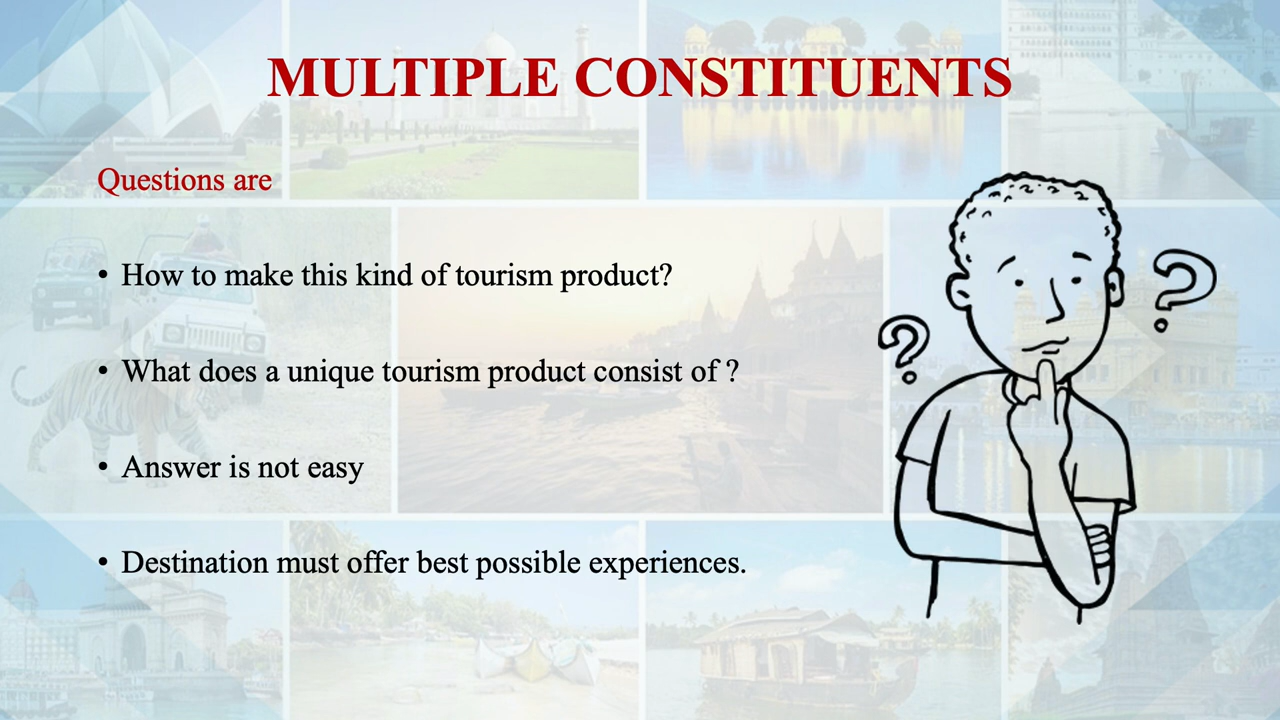 MULTIPLE CONSTITUENTS
Questions are
• How to make this kind of tourism product?
• What does a unique tourism product consist of ?
• Answer is not easy
• Destination must offer best possible experiences.
? ?